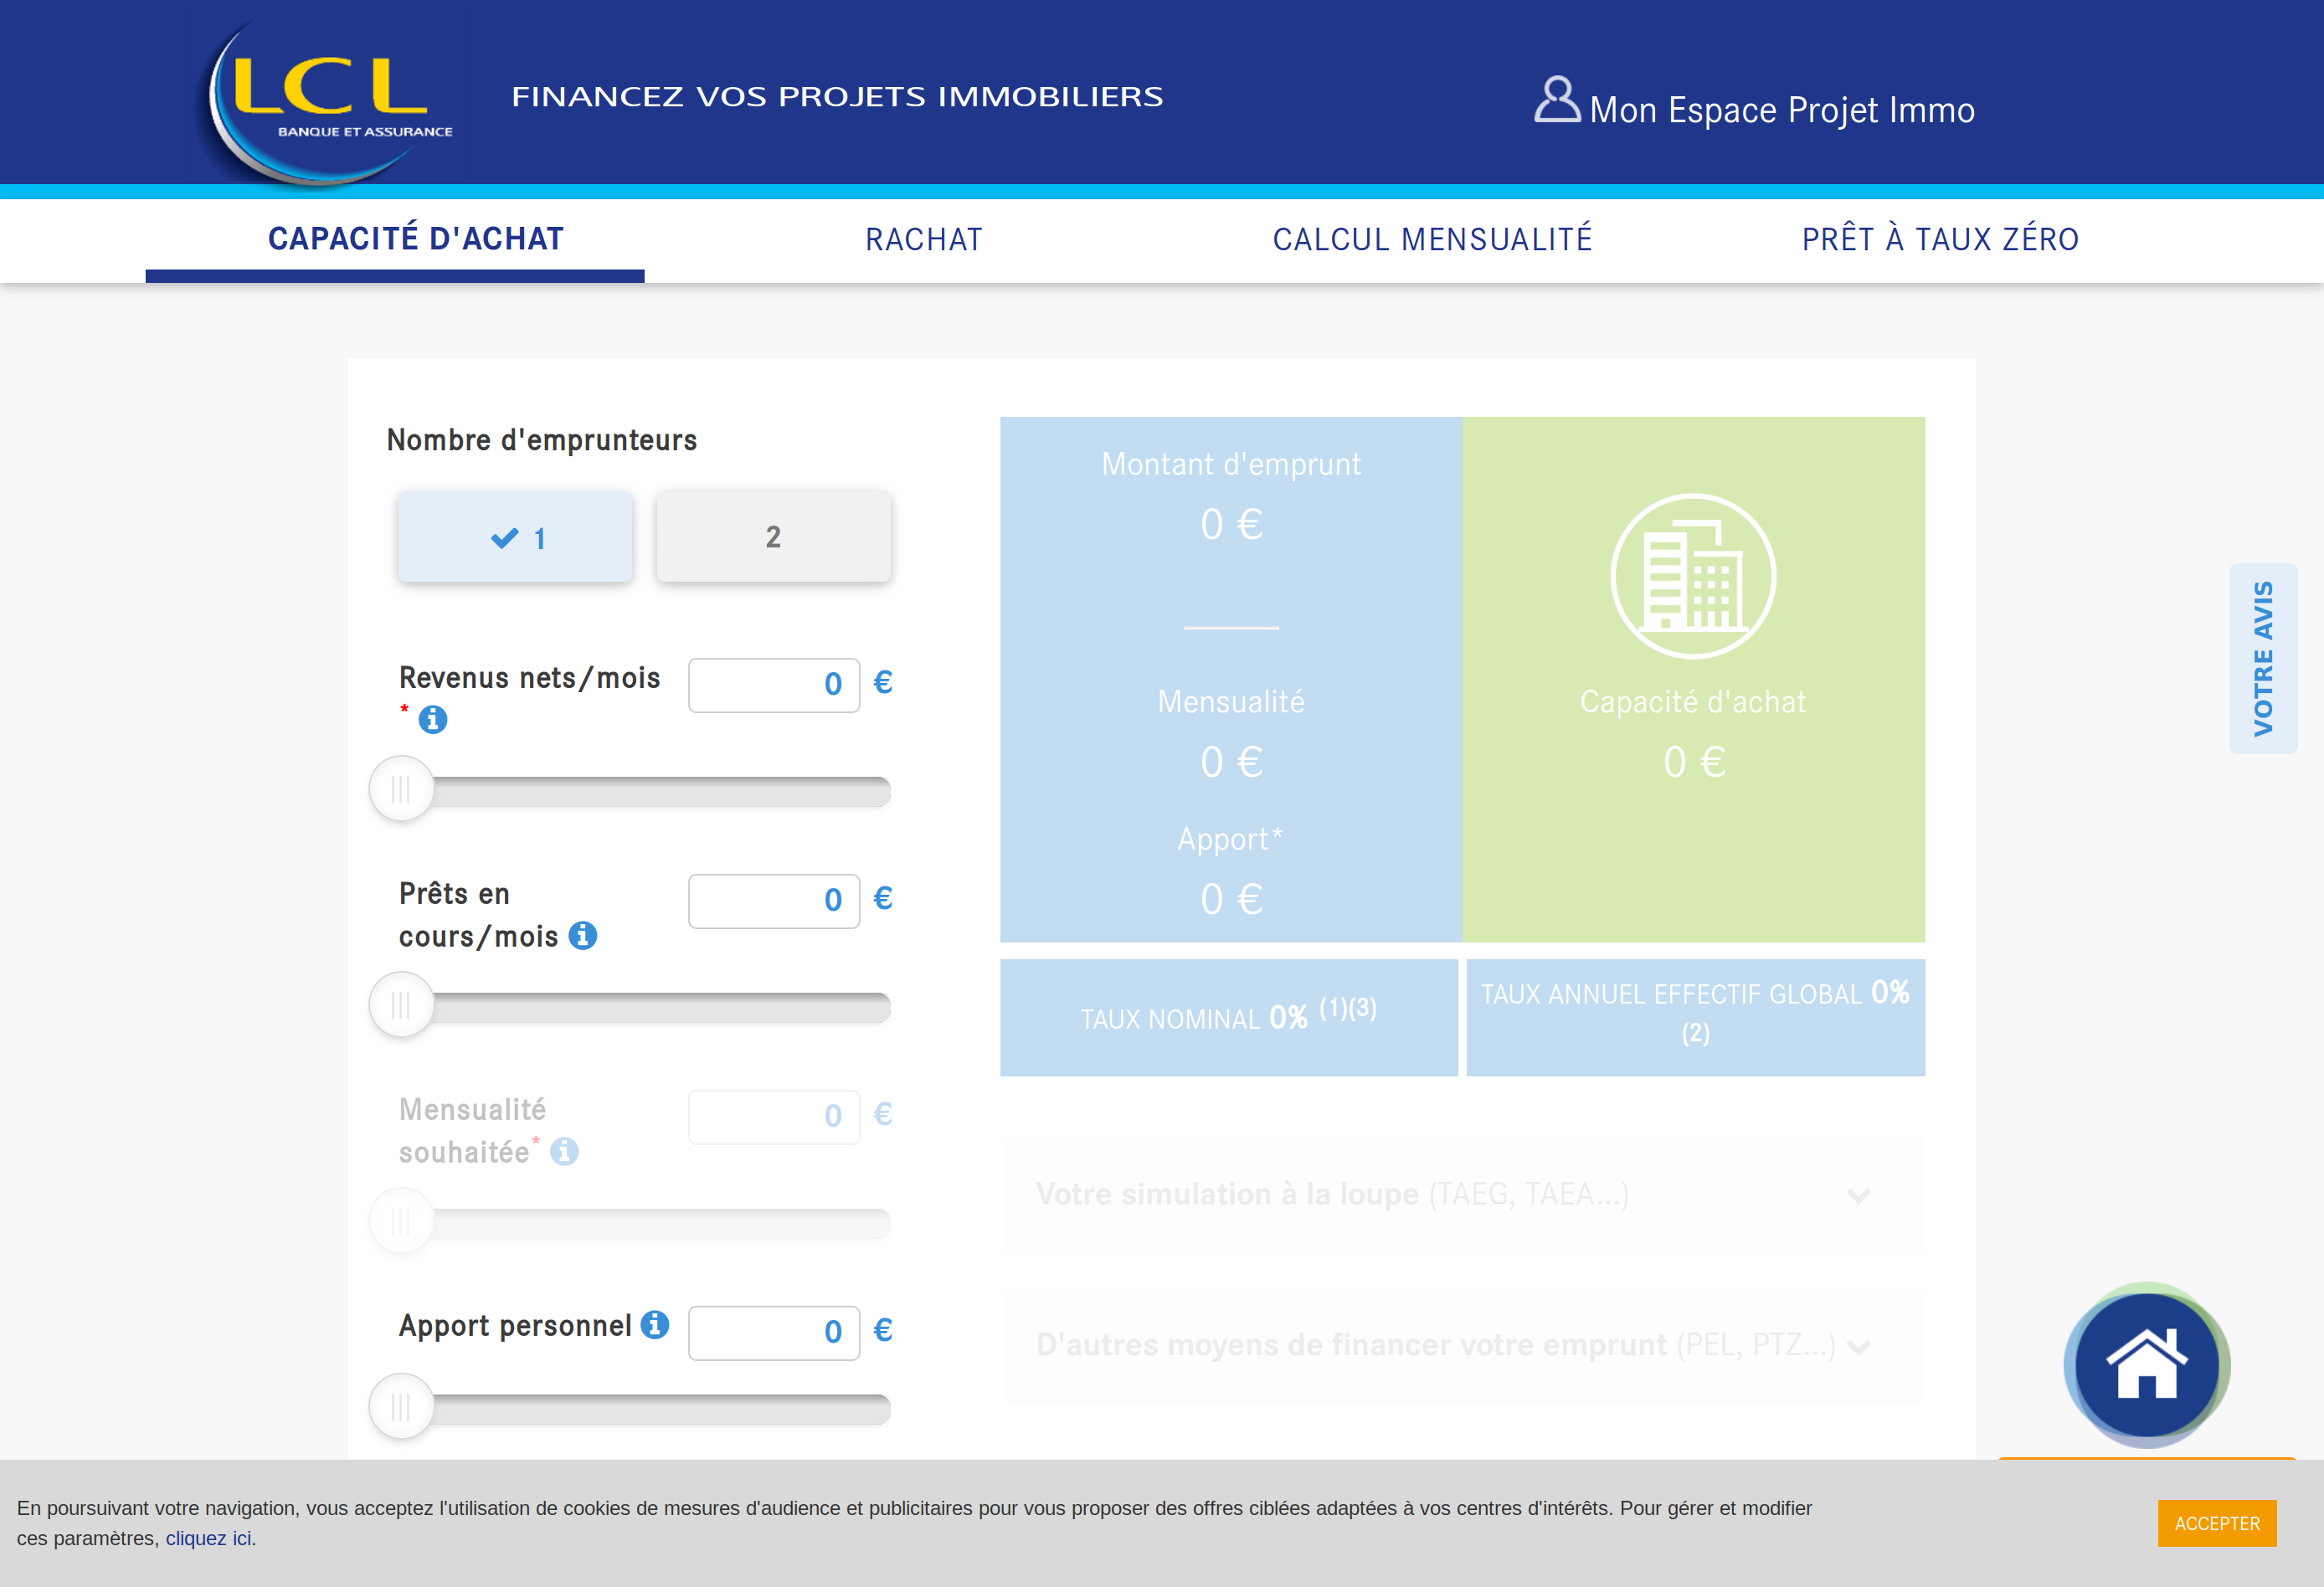 LCL
BANQUE ET ASSURANCE
FINANCEZ VOS PROJETS IMMOBILIERS
Mon Espace Projet Immo
CAPACITÉ D'ACHAT
RACHAT
CALCUL MENSUALITÉ
PRÊT À TAUX ZÉRO
Nombre d'emprunteurs
1
2
Revenus nets/mois
*
0 €
Prêts en
cours/mois
0 €
Mensualité
souhaitée*
0 €
Apport personnel
0 €
Montant d'emprunt
0 €
Mensualité
0 €
Apport*
0 €
Capacité d'achat
0 €
TAUX NOMINAL 0% (1)(3)
TAUX ANNUEL EFFECTIF GLOBAL 0%
(2)
Votre simulation à la loupe (TAEG, TAEA...)
D'autres moyens de financer votre emprunt (PEL, PTZ...)
VOTRE AVIS
En poursuivant votre navigation, vous acceptez l'utilisation de cookies de mesures d'audience et publicitaires pour vous proposer des offres ciblées adaptées à vos centres d'intérêts. Pour gérer et modifier
ces paramètres, cliquez ici.
ACCEPTER